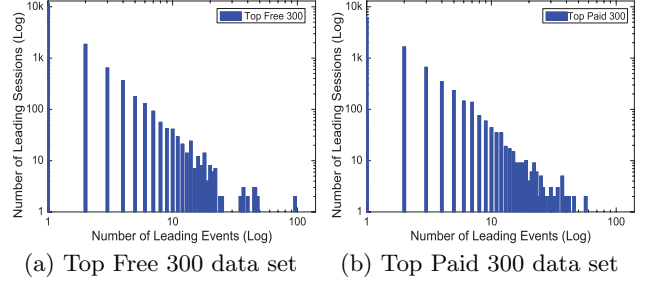 10k
1k
100
10
1
Number of Leading Sessions (Log)
Top Free 300
1 10 100
Number of Leading Events (Log)
(a) Top Free 300 data set
10k
1k
100
10
1
Number of Leading Sessions (Log)
Top Paid 300
1 10 100
Number of Leading Events (Log)
(b) Top Paid 300 data set